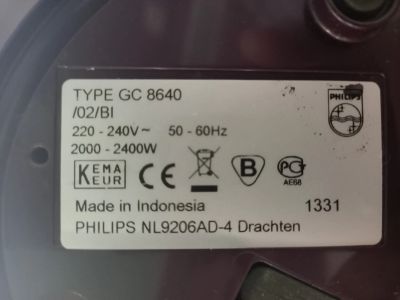 TYPE GC 8640
/02/BI
220 - 240V~ 50 - 60Hz
2000 - 2400W
PHILIPS
KEMA
KEUR
CE
B
PG
AE68
Made in Indonesia 1331
PHILIPS NL9206AD-4 Drachten